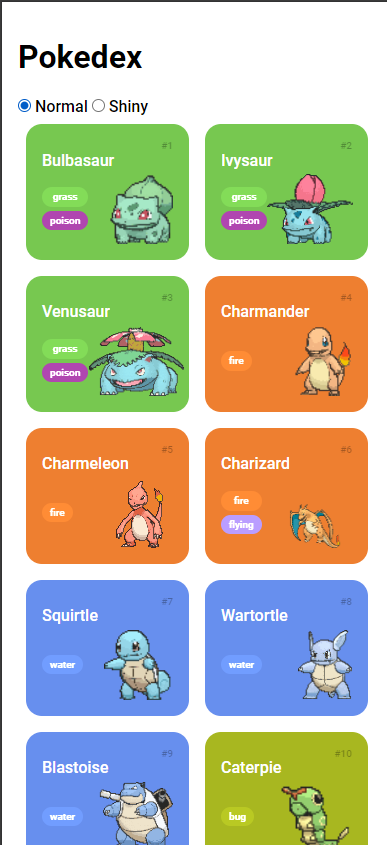 Pokedex
Normal Shiny
#1
Bulbasaur
grass
poison
#2
Ivysaur
grass
poison
#3
Venusaur
grass
poison
#4
Charmander
fire
#5
Charmeleon
fire
#6
Charizard
fire
flying
#7
Squirtle
water
#8
Wartortle
water
#9
Blastoise
water
#10
Caterpie
bug